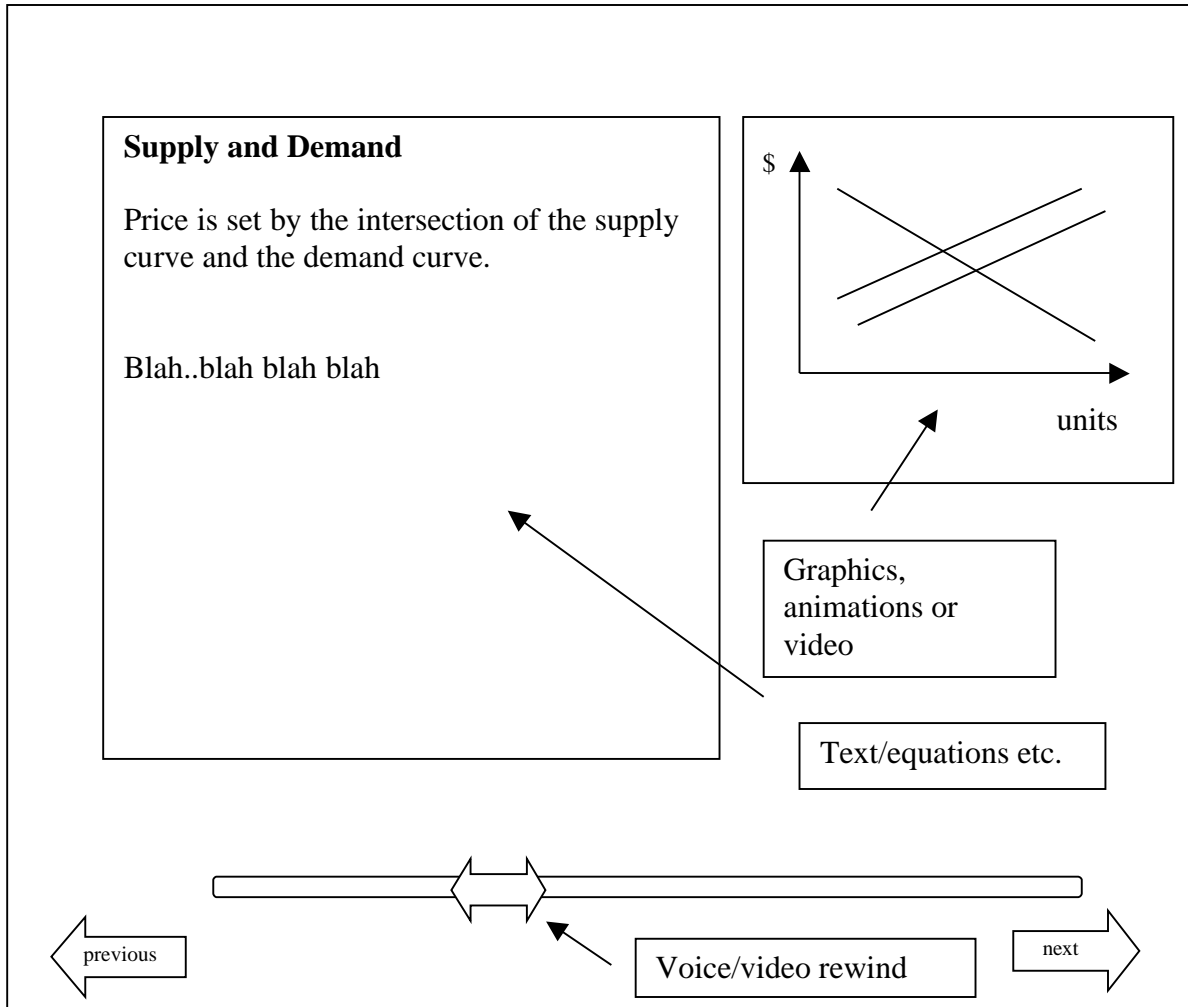 Supply and Demand
Price is set by the intersection of the supply
curve and the demand curve.
Blah..blah blah blah
$
units
Graphics,
animations or
video
Text/equations etc.
previous
Voice/video rewind
next